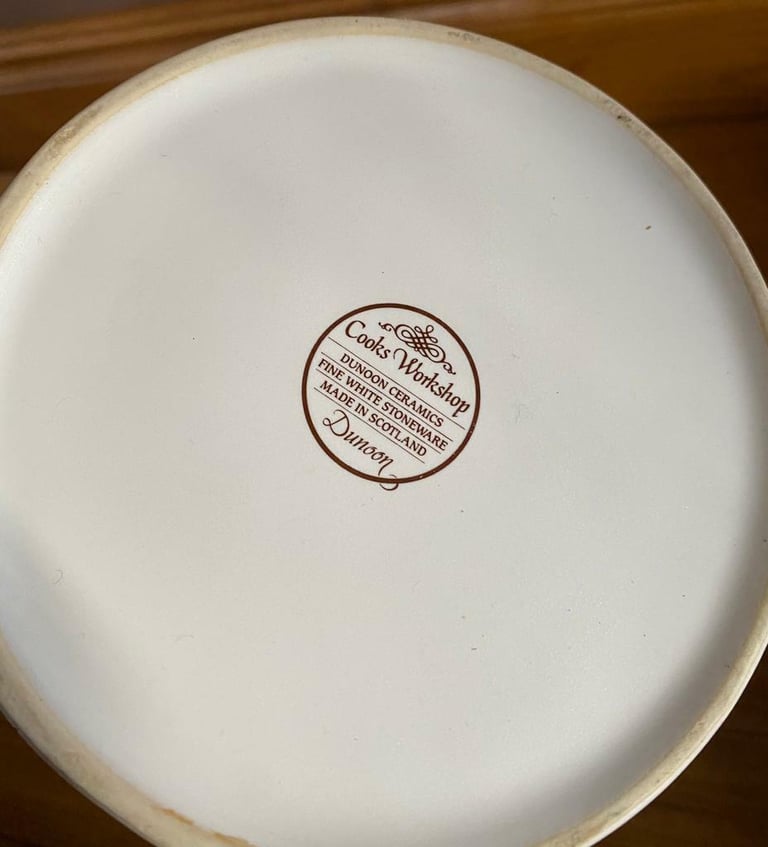 Cooks Workshop
DUNOON CERAMICS
FINE WHITE STONEWARE
MADE IN SCOTLAND
Dunoon